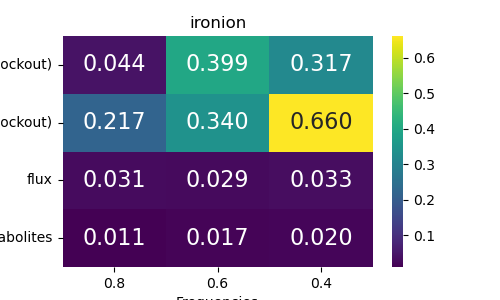 ironion
ockout) 0.044 0.399 0.317
ockout) 0.217 0.340 0.660
flux 0.031 0.029 0.033
abolites 0.011 0.017 0.020
0.8 0.6 0.4
Frequencies
0.6
0.5
0.4
0.3
0.2
0.1